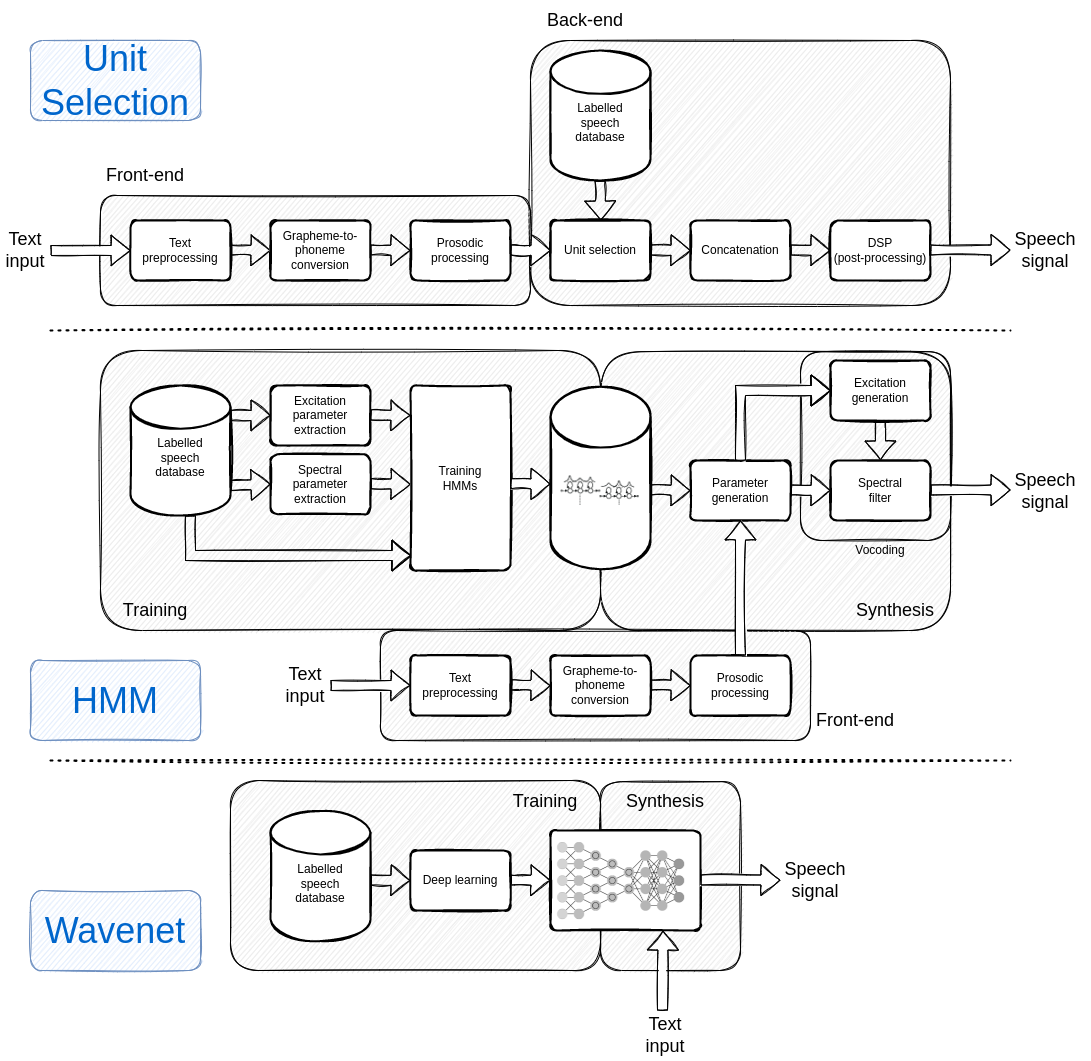 Back-end
Unit
Selection
Labelled
speech
database
Front-end
Text
input
Text
preprocessing
Grapheme-to-
phoneme
conversion
Prosodic
processing
Unit selection
Concatenation
DSP
(post-processing)
Speech
signal
Labelled
speech
database
Excitation
parameter
extraction
Spectral
parameter
extraction
Training
HMMs
Parameter
generation
Excitation
generation
Spectral
filter
Vocoding
Speech
signal
Training
Synthesis
HMM
Text
input
Text
preprocessing
Grapheme-to-
phoneme
conversion
Prosodic
processing
Front-end
Training
Synthesis
Labelled
speech
database
Deep learning
Speech
signal
Wavenet
Text
input